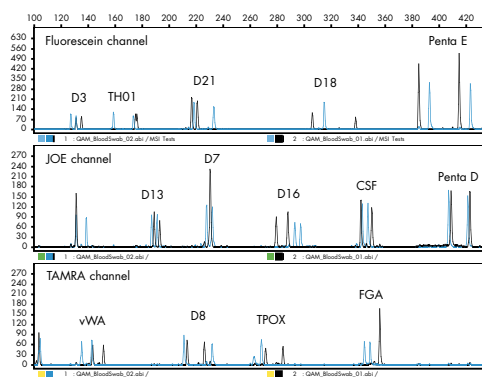 100 120 140 160 180 200 220 240 260 280 300 320 340 360 380 400 420
630
560
490
420
350
280
210
140
70
0
Fluorescein channel
D3
TH01
D21
D18
Penta E
1 : QAM_BloodSwab_02.abi / MSI Tests
2 : QAM_BloodSwab_01.abi / MSI Tests
270
240
210
180
150
120
90
60
30
0
JOE channel
D13
D7
D16
CSF
Penta D
1 : QAM_BloodSwab_02.abi /
2 : QAM_BloodSwab_01.abi /
270
240
210
180
150
120
90
60
30
0
TAMRA channel
vWA
D8
TPOX
FGA
1 : QAM_BloodSwab_02.abi /
2 : QAM_BloodSwab_01.abi /